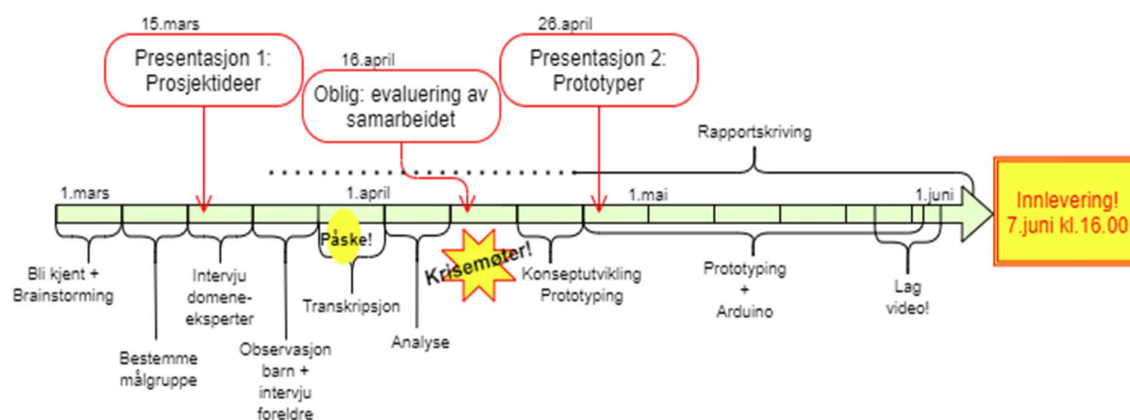 15.mars
Presentasjon 1:
Prosjektideer
16.april
Oblig: evaluering av
samarbeidet
26.april
Presentasjon 2:
Prototyper
Rapportskriving
1.mars
1.april
1.mai
1.juni
Innlevering!
7.juni kl.16.00
Påske!
Krisemøter!
Bli kjent +
Brainstorming
Bestemme
målgruppe
Intervju
domene-
eksperter
Observasjon
barn +
intervju
foreldre
Transkripsjon
Analyse
Konseptutvikling
Prototyping
Prototyping
+
Arduino
Lag
video!